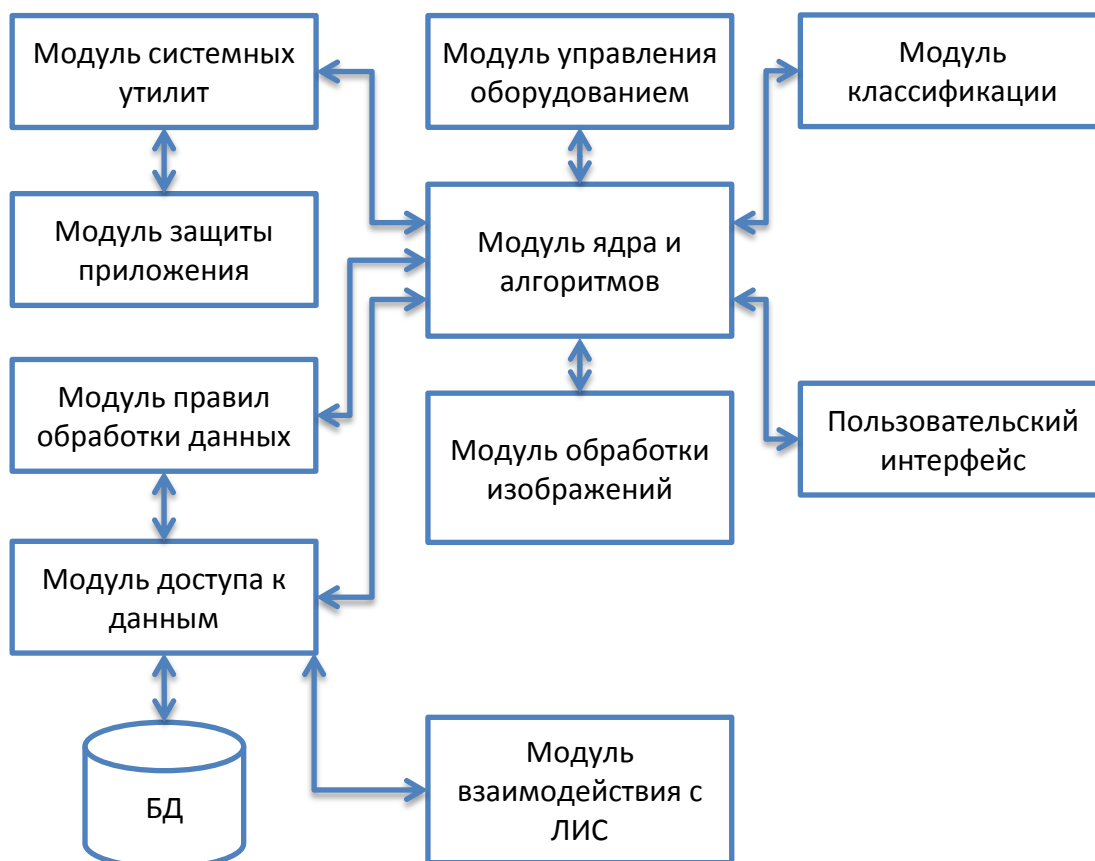 Модуль системных
утилит
Модуль управления
оборудованием
Модуль
классификации
Модуль защиты
приложения
Модуль ядра и
алгоритмов
Модуль правил
обработки данных
Модуль обработки
изображений
Пользовательский
интерфейс
Модуль доступа к
данным
БД
Модуль
взаимодействия с
ЛИС